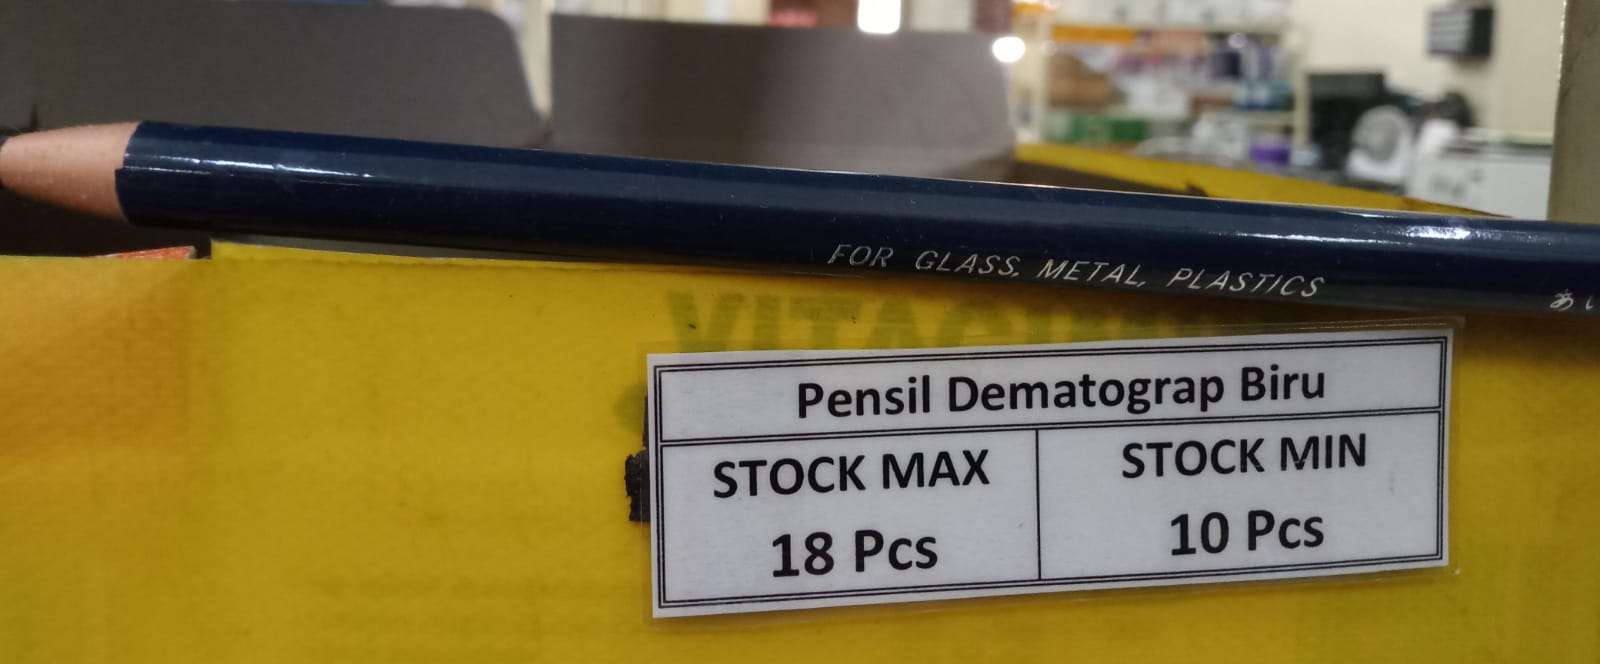 FOR GLASS, METAL, PLASTICS
Pensil Dematograp Biru
STOCK MAX
STOCK MIN
18 Pcs
10 Pcs